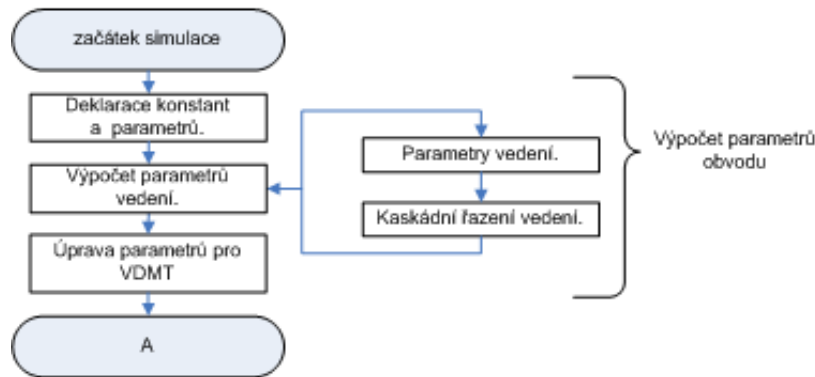 začátek simulace
Deklarace konstant
a parametrů.
Výpočet parametrů
vedení.
Úprava parametrů pro
VDMT
A
Parametry vedení.
Kaskádní řazení vedení.
Výpočet parametrů
obvodu